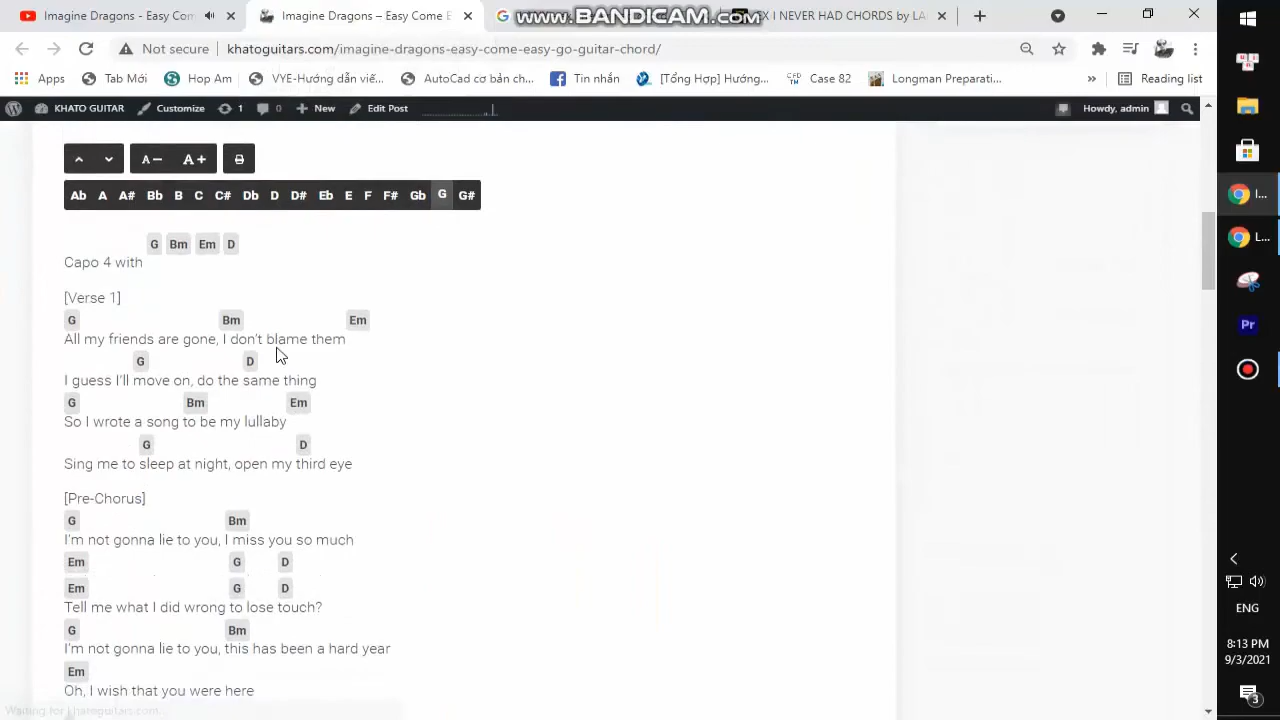 Imagine Dragons - Easy Com
Imagine Dragons – Easy Come E
www.BANDICAM.com
X I NEVER HAD CHORDS by LA
Not secure
khatoguitars.com/imagine-dragons-easy-come-easy-go-guitar-chord/
Apps
Tab Mới
Hop Am
VYE-Hướng dẫn viế...
AutoCad cơ bản ch...
Tin nhắn
[Tổng Hợp] Hướng...
Case 82
Longman Preparati...
»
Reading list
KHATO GUITAR
Customize
1
0
New
Edit Post
Howdy, admin
A− A+
Ab A A# Bb B C C# Db D D# Eb E F F# Gb G G#
G Bm Em D
Capo 4 with
[Verse 1]
G Bm Em
All my friends are gone, I don't blame them
G D
I guess I'll move on, do the same thing
G Bm Em
So I wrote a song to be my lullaby
G D
Sing me to sleep at night, open my third eye
[Pre-Chorus]
G Bm
I'm not gonna lie to you, I miss you so much
Em G D
Em G D
Tell me what I did wrong to lose touch?
G Bm
I'm not gonna lie to you, this has been a hard year
Em
Oh, I wish that you were here
Waiting for khatoguitars.com...
I...
L...
Pr
ENG
8:13 PM
9/3/2021
3